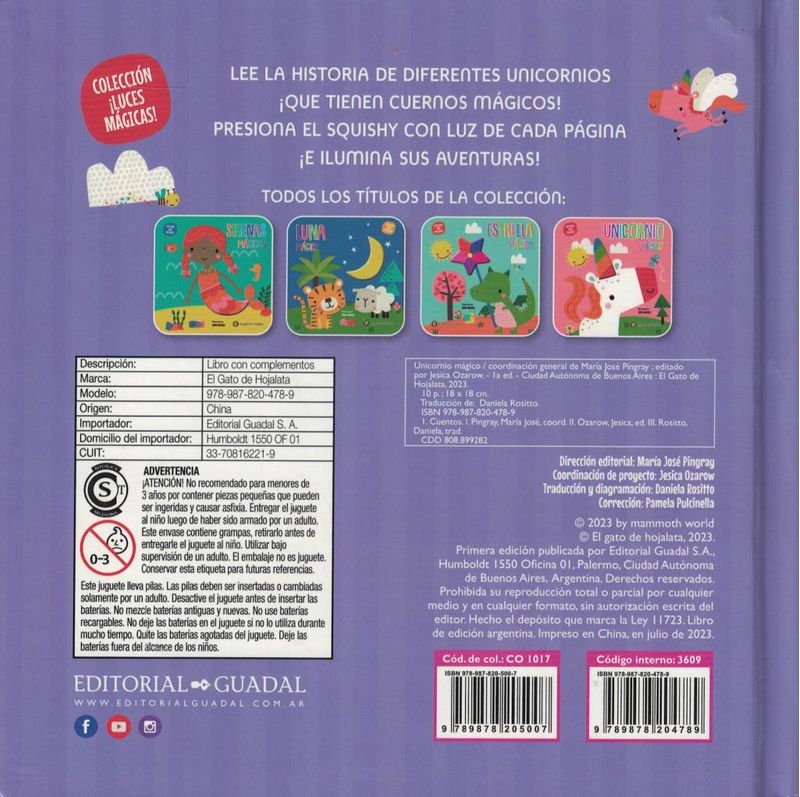 COLECCIÓN
¡LUCES
MÁGICAS!
LEE LA HISTORIA DE DIFERENTES UNICORNIOS
¡QUE TIENEN CUERNOS MÁGICOS!
PRESIONA EL SQUISHY CON LUZ DE CADA PÁGINA
¡E ILUMINA SUS AVENTURAS!
TODOS LOS TÍTULOS DE LA COLECCIÓN:
SIRENAS
MÁGICAS
LUNA
MÁGICA
ESTRELLA
MÁGICA
UNICORNIO
MÁGICO
Descripción: Libro con complementos
Marca: El Gato de Hojalata
Modelo: 978-987-820-478-9
Origen: China
Importador: Editorial Guadal S. A.
Domicilio del importador: Humboldt 1550 OF 01
CUIT: 33-70816221-9
REPÚBLICA
S T
ARGENTINA
0-3
ADVERTENCIA
¡ATENCIÓN! No recomendado para menores de
3 años por contener piezas pequeñas que pueden
ser ingeridas y causar asfixia. Entregar el juguete
al niño luego de haber sido armado por un adulto.
Este envase contiene grampas, retirarlo antes de
entregarle el juguete al niño. Utilizar bajo
supervisión de un adulto. El embalaje no es juguete.
Conservar esta etiqueta para futuras referencias.
Este juguete lleva pilas. Las pilas deben ser insertadas o cambiadas
solamente por un adulto. Desactive el juguete antes de insertar las
baterías. No mezcle baterías antiguas y nuevas. No use baterías
recargables. No deje las baterías en el juguete si no lo utiliza durante
mucho tiempo. Quite las baterías agotadas del juguete. Deje las
baterías fuera del alcance de los niños.
EDITORIAL GUADAL
WWW.EDITORIALGUADAL.COM.AR
Unicornio mágico / coordinación general de María José Pingray ; editado
por Jesica Ozarow. - 1a ed. - Ciudad Autónoma de Buenos Aires : El Gato de
Hojalata, 2023.
10 p.; 18 x 18 cm.
Traducción de: Daniela Rositto.
ISBN 978-987-820-478-9
1. Cuentos. I. Pingray, María José, coord. II. Ozarow, Jesica, ed. III. Rositto,
Daniela, trad.
CDD 808.899282
Dirección editorial: María José Pingray
Coordinación de proyecto: Jesica Ozarow
Traducción y diagramación: Daniela Rositto
Corrección: Pamela Pulcinella
© 2023 by mammoth world
© El gato de hojalata, 2023.
Primera edición publicada por Editorial Guadal S.A.,
Humboldt 1550 Oficina 01, Palermo, Ciudad Autónoma
de Buenos Aires, Argentina. Derechos reservados.
Prohibida su reproducción total o parcial por cualquier
medio y en cualquier formato, sin autorización escrita del
editor. Hecho el depósito que marca la Ley 11723. Libro
de edición argentina. Impreso en China, en julio de 2023.
Cód. de col.: CO 1017
ISBN 978-987-820-500-7
9 789878 205007
Código interno: 3609
ISBN 978-987-820-478-9
9 789878 204789